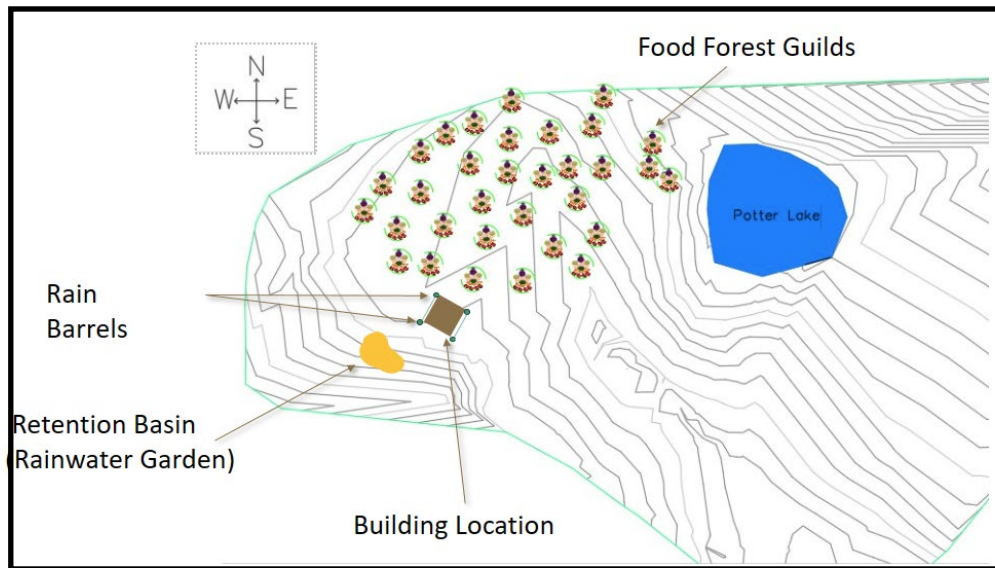 Food Forest Guilds
N
W E
S
Potter Lake
Rain
Barrels
Retention Basin
(Rainwater Garden)
Building Location